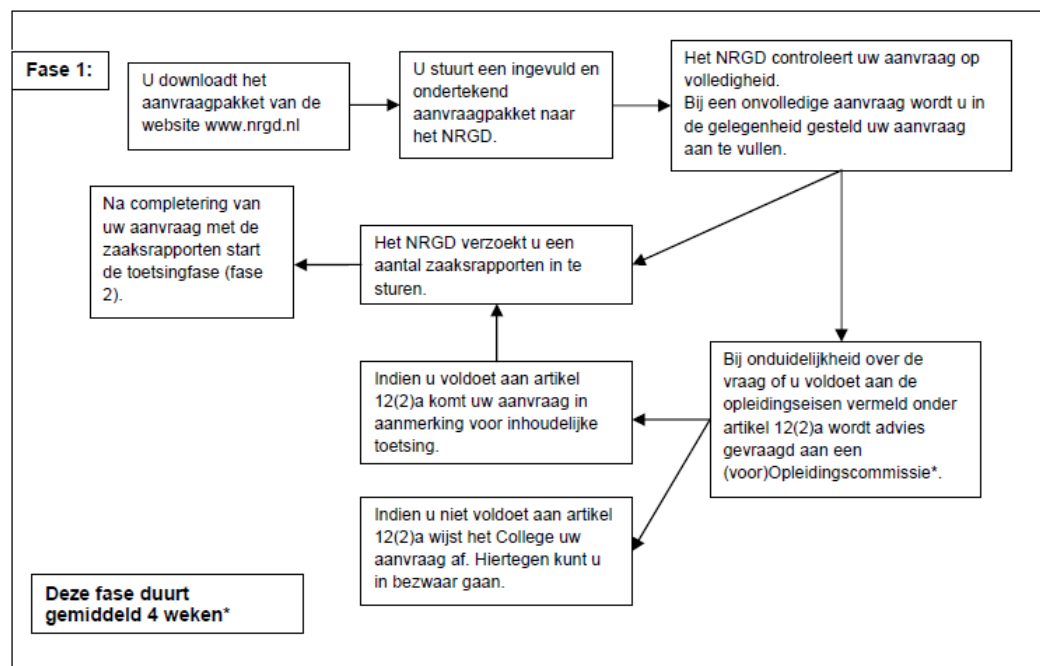 Fase 1:
U downloadt het
aanvraagpakket van de
website www.nrgd.nl
U stuurt een ingevuld en
ondertekend
aanvraagpakket naar
het NRGD.
Het NRGD controleert uw aanvraag op
volledigheid.
Bij een onvolledige aanvraag wordt u in
de gelegenheid gesteld uw aanvraag
aan te vullen.
Na completering van
uw aanvraag met de
zaaksrapporten start
de toetsingfase (fase
2).
Het NRGD verzoekt u een
aantal zaaksrapporten in te
sturen.
Indien u voldoet aan artikel
12(2)a komt uw aanvraag in
aanmerking voor inhoudelijke
toetsing.
Bij onduidelijkheid over de
vraag of u voldoet aan de
opleidingseisen vermeld onder
artikel 12(2)a wordt advies
gevraagd aan een
(voor)Opleidingscommissie*.
Indien u niet voldoet aan artikel
12(2)a wijst het College uw
aanvraag af. Hiertegen kunt u
in bezwaar gaan.
Deze fase duurt
gemiddeld 4 weken*